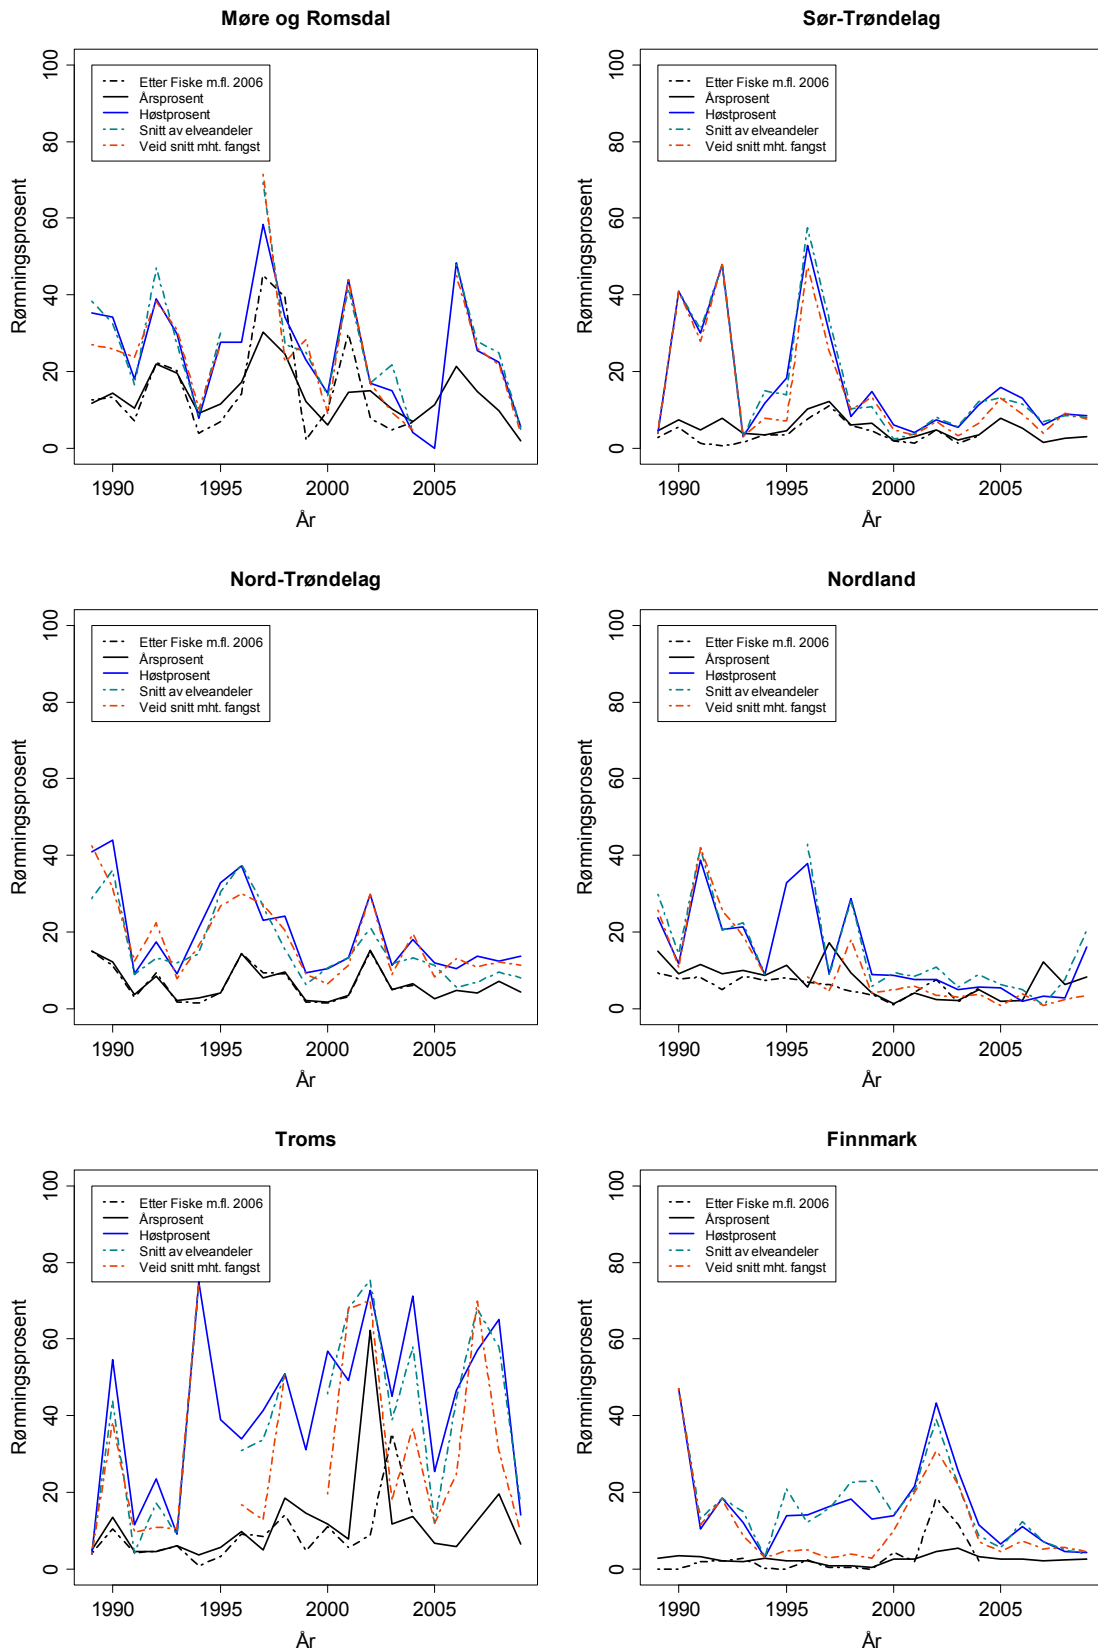 Møre og Romsdal
Rømningsprosent
0 20 40 60 80 100
Etter Fiske m.fl. 2006
Årsprosent
Høstprosent
Snitt av elveandeler
Veid snitt mht. fangst
1990 1995 2000 2005
År
Sør-Trøndelag
Rømningsprosent
0 20 40 60 80 100
Etter Fiske m.fl. 2006
Årsprosent
Høstprosent
Snitt av elveandeler
Veid snitt mht. fangst
1990 1995 2000 2005
År
Nord-Trøndelag
Rømningsprosent
0 20 40 60 80 100
Etter Fiske m.fl. 2006
Årsprosent
Høstprosent
Snitt av elveandeler
Veid snitt mht. fangst
1990 1995 2000 2005
År
Nordland
Rømningsprosent
0 20 40 60 80 100
Etter Fiske m.fl. 2006
Årsprosent
Høstprosent
Snitt av elveandeler
Veid snitt mht. fangst
1990 1995 2000 2005
År
Troms
Rømningsprosent
0 20 40 60 80 100
Etter Fiske m.fl. 2006
Årsprosent
Høstprosent
Snitt av elveandeler
Veid snitt mht. fangst
1990 1995 2000 2005
År
Finnmark
Rømningsprosent
0 20 40 60 80 100
Etter Fiske m.fl. 2006
Årsprosent
Høstprosent
Snitt av elveandeler
Veid snitt mht. fangst
1990 1995 2000 2005
År